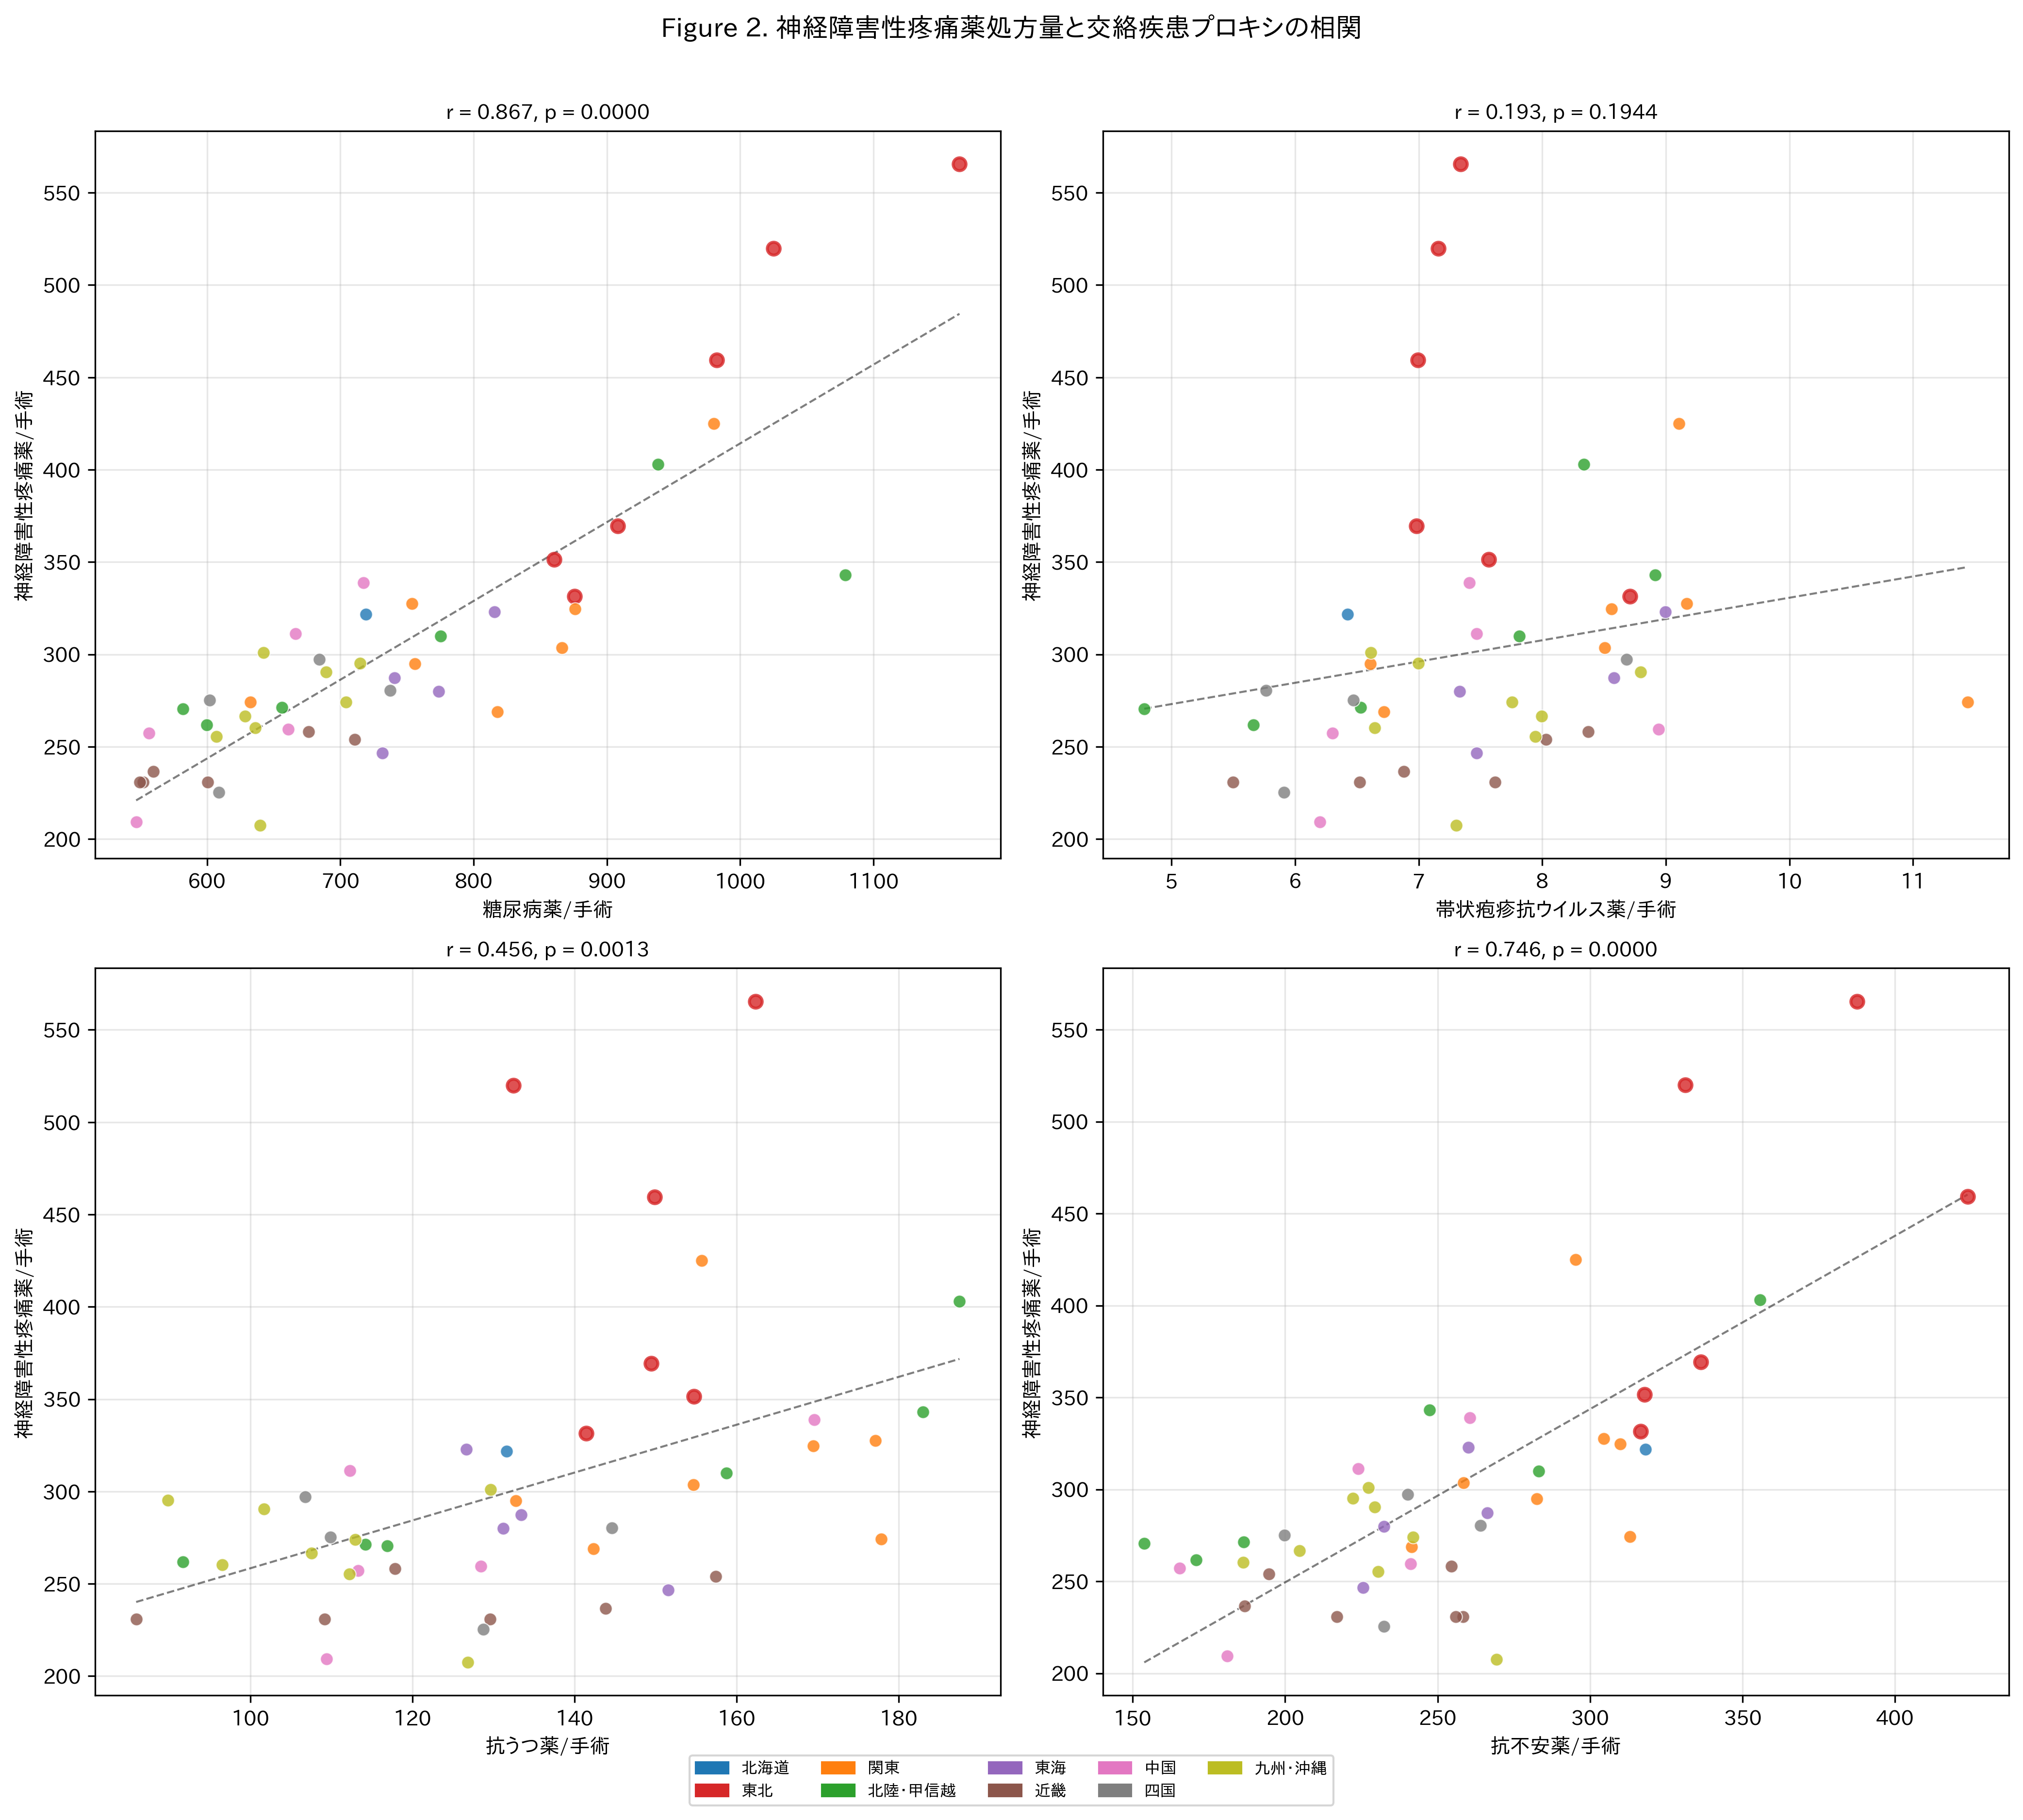 Figure 2. 神経障害性疼痛薬処方量と交絡疾患プロキシの相関
r = 0.867, p = 0.0000
神経障害性疼痛薬/手術
550
500
450
400
350
300
250
200
600 700 800 900 1000 1100
糖尿病薬/手術
r = 0.193, p = 0.1944
神経障害性疼痛薬/手術
550
500
450
400
350
300
250
200
5 6 7 8 9 10 11
帯状疱疹抗ウイルス薬/手術
r = 0.456, p = 0.0013
神経障害性疼痛薬/手術
550
500
450
400
350
300
250
200
100 120 140 160 180
抗うつ薬/手術
r = 0.746, p = 0.0000
神経障害性疼痛薬/手術
550
500
450
400
350
300
250
200
150 200 250 300 350 400
抗不安薬/手術
北海道 関東 東海 中国 九州・沖縄
東北 北陸・甲信越 近畿 四国